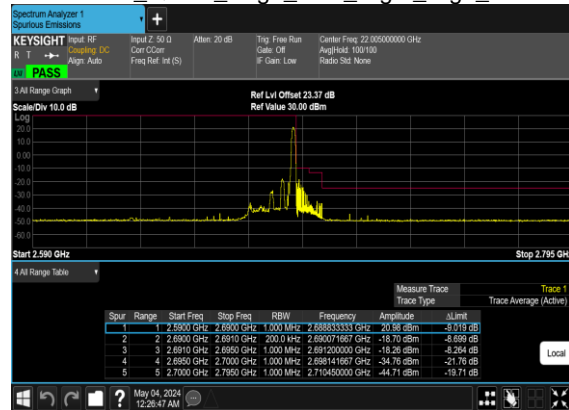 Spectrum Analyzer 1
Spurious Emissions
KEYSIGHT Input: RF Input Z: 50 Ω Atten: 20 dB Trig: Free Run Center Freq: 22.005000000 GHz
R T Coupling: DC Corr CCorr Gate: Off Avg|Hold: 100/100
Align: Auto Freq Ref: Int (S) IF Gain: Low Radio Std: None
PASS
3 All Range Graph
Ref Lvl Offset 23.37 dB
Scale/Div 10.0 dB Ref Value 30.00 dBm
Log
20.0
10.0
0.00
-10.0
-20.0
-30.0
-40.0
-50.0
-60.0
Start 2.590 GHz Stop 2.795 GHz
4 All Range Table
Measure Trace Trace 1
Trace Type Trace Average (Active)
Spur Range Start Freq Stop Freq RBW Frequency Amplitude ΔLimit
1 1 2.5900 GHz 2.6900 GHz 1.000 MHz 2.688833333 GHz 20.98 dBm -9.019 dB
2 2 2.6900 GHz 2.6910 GHz 200.0 kHz 2.690071667 GHz -18.70 dBm -8.699 dB
3 3 2.6910 GHz 2.6950 GHz 1.000 MHz 2.691200000 GHz -18.26 dBm -8.264 dB
4 4 2.6950 GHz 2.7000 GHz 1.000 MHz 2.698141667 GHz -34.76 dBm -21.76 dB
5 5 2.7000 GHz 2.7950 GHz 1.000 MHz 2.710450000 GHz -44.71 dBm -19.71 dB
Local
May 04, 2024
12:26:47 AM